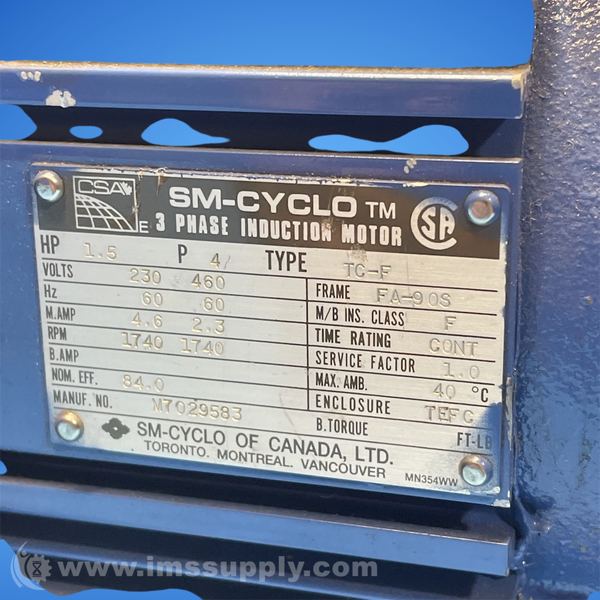 CSA
E
SM-CYCLO TM
3 PHASE INDUCTION MOTOR
SA
HP 1.5 P 4 TYPE TC-F
VOLTS 230 460
FRAME FA-90S
Hz 60 60
M/B INS. CLASS F
M.AMP 4.6 2.3
TIME RATING CONT
RPM 1740 1740
SERVICE FACTOR 1.0
B.AMP
MAX. AMB. 40 °C
NOM. EFF. 84.0
ENCLOSURE TEFC
MANUF. NO. N7029583
B.TORQUE FT-LB
SM-CYCLO OF CANADA, LTD.
TORONTO. MONTREAL. VANCOUVER
MN354WW
www.imssupply.com